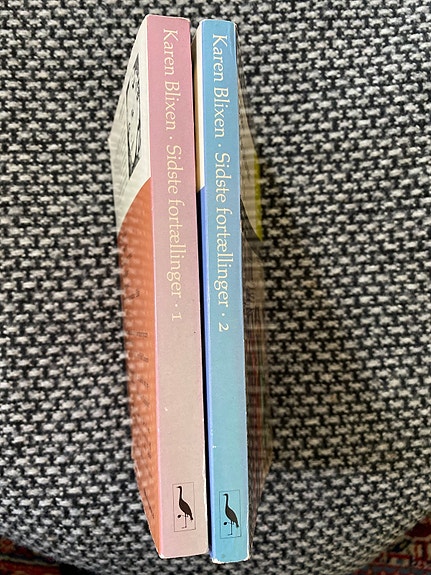 Karen Blixen · Sidste fortællinger · 1
Karen Blixen · Sidste fortællinger · 2